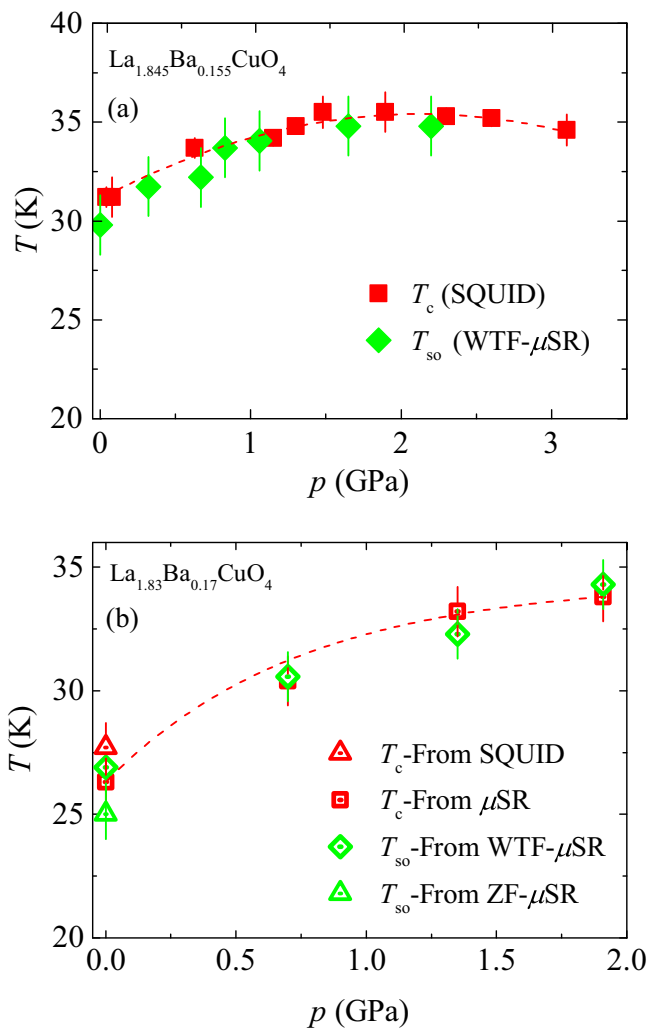 40
La1.845Ba0.155CuO4
(a)
35
30
25
20
T (K)
Tc (SQUID)
Tso (WTF-μSR)
0 1 2 3
p (GPa)
La1.83Ba0.17CuO4
(b)
35
30
25
20
T (K)
Tc-From SQUID
Tc-From μSR
Tso-From WTF-μSR
Tso-From ZF-μSR
0.0 0.5 1.0 1.5 2.0
p (GPa)